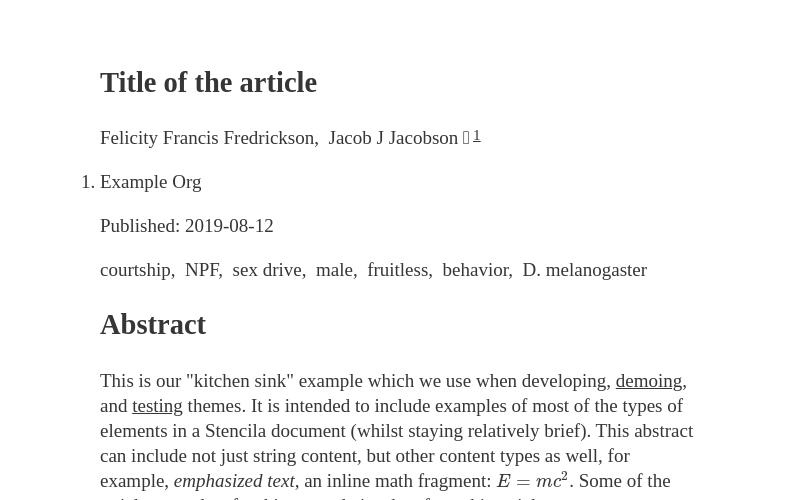 Title of the article
Felicity Francis Fredrickson, Jacob J Jacobson 1
1. Example Org
Published: 2019-08-12
courtship, NPF, sex drive, male, fruitless, behavior, D. melanogaster
Abstract
This is our "kitchen sink" example which we use when developing, demoing,
and testing themes. It is intended to include examples of most of the types of
elements in a Stencila document (whilst staying relatively brief). This abstract
can include not just string content, but other content types as well, for
example, emphasized text, an inline math fragment: E = mc². Some of the